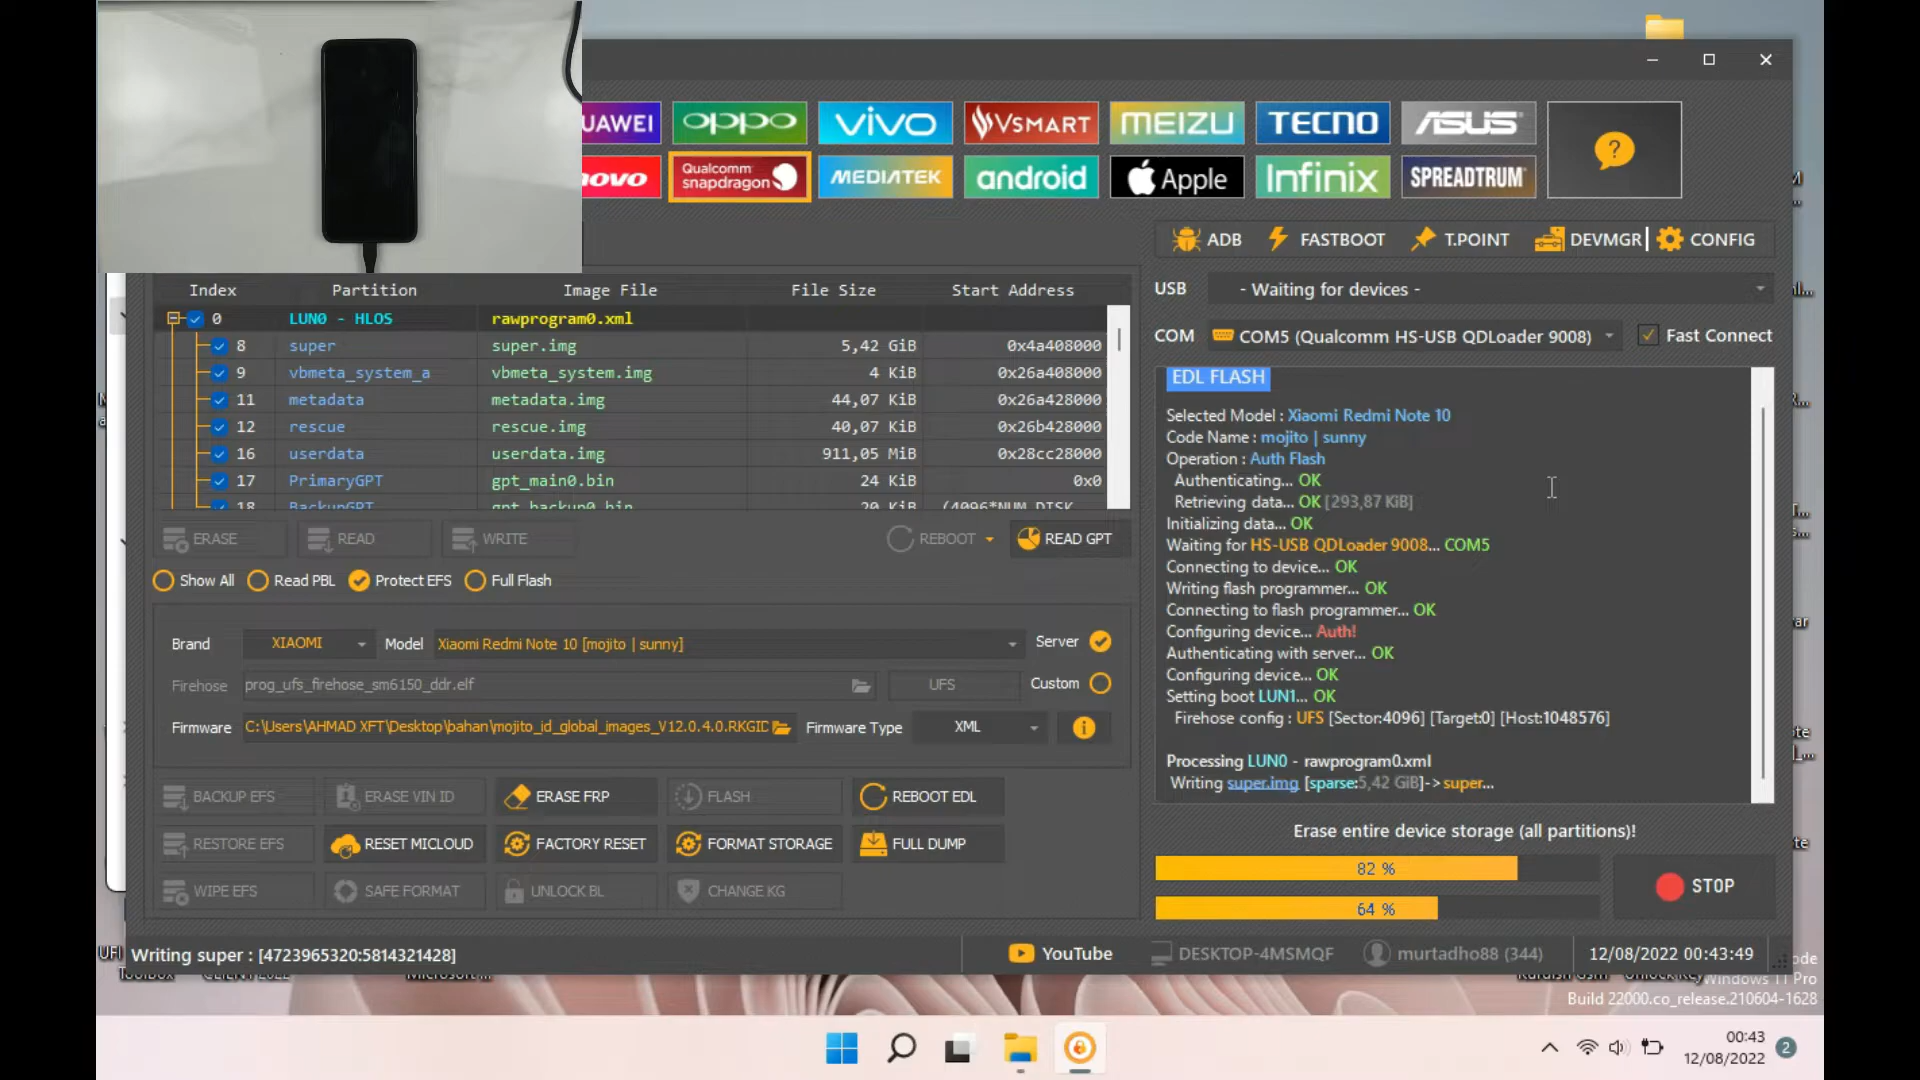 UAWEI oppo vivo VSMART MEIZU TECNO ASUS
novo Qualcomm snapdragon MEDIATEK android Apple Infinix SPREADTRUM
?
ADB FASTBOOT T.POINT DEVMGR CONFIG
Index Partition Image File File Size Start Address
0 LUN0 - HLOS rawprogram0.xml
8 super super.img 5,42 GiB 0x4a408000
9 vbmeta_system_a vbmeta_system.img 4 KiB 0x26a408000
11 metadata metadata.img 44,07 KiB 0x26a428000
12 rescue rescue.img 40,07 KiB 0x26b428000
16 userdata userdata.img 911,05 MiB 0x28cc28000
17 PrimaryGPT gpt_main0.bin 24 KiB 0x0
18 BackupGPT gpt_backup0.bin 20 KiB (4096*NUM_DISK
ERASE READ WRITE REBOOT READ GPT
Show All Read PBL Protect EFS Full Flash
Brand XIAOMI Model Xiaomi Redmi Note 10 [mojito | sunny] Server
Firehose prog_ufs_firehose_sm6150_ddr.elf UFS Custom
Firmware C:\Users\AHMAD XFT\Desktop\bahan\mojito_id_global_images_V12.0.4.0.RKGID Firmware Type XML
BACKUP EFS ERASE VIN ID ERASE FRP FLASH REBOOT EDL
RESTORE EFS RESET MICLOUD FACTORY RESET FORMAT STORAGE FULL DUMP
WIPE EFS SAFE FORMAT UNLOCK BL CHANGE KG
USB - Waiting for devices -
COM COM5 (Qualcomm HS-USB QDLoader 9008) Fast Connect
EDL FLASH
Selected Model : Xiaomi Redmi Note 10
Code Name : mojito | sunny
Operation : Auth Flash
Authenticating... OK
Retrieving data... OK [293,87 KiB]
Initializing data... OK
Waiting for HS-USB QDLoader 9008... COM5
Connecting to device... OK
Writing flash programmer... OK
Connecting to flash programmer... OK
Configuring device... Auth!
Authenticating with server... OK
Configuring device... OK
Setting boot LUN1... OK
Firehose config : UFS [Sector:4096] [Target:0] [Host:1048576]
Processing LUN0 - rawprogram0.xml
Writing super.img [sparse:5,42 GiB]->super...
Erase entire device storage (all partitions)!
82 %
64 %
STOP
Writing super : [4723965320:5814321428] YouTube DESKTOP-4MSMQF murtadho88 (344) 12/08/2022 00:43:49
UFI
Windows 11 Pro
Build 22000.co_release.210604-1628
00:43
12/08/2022
2